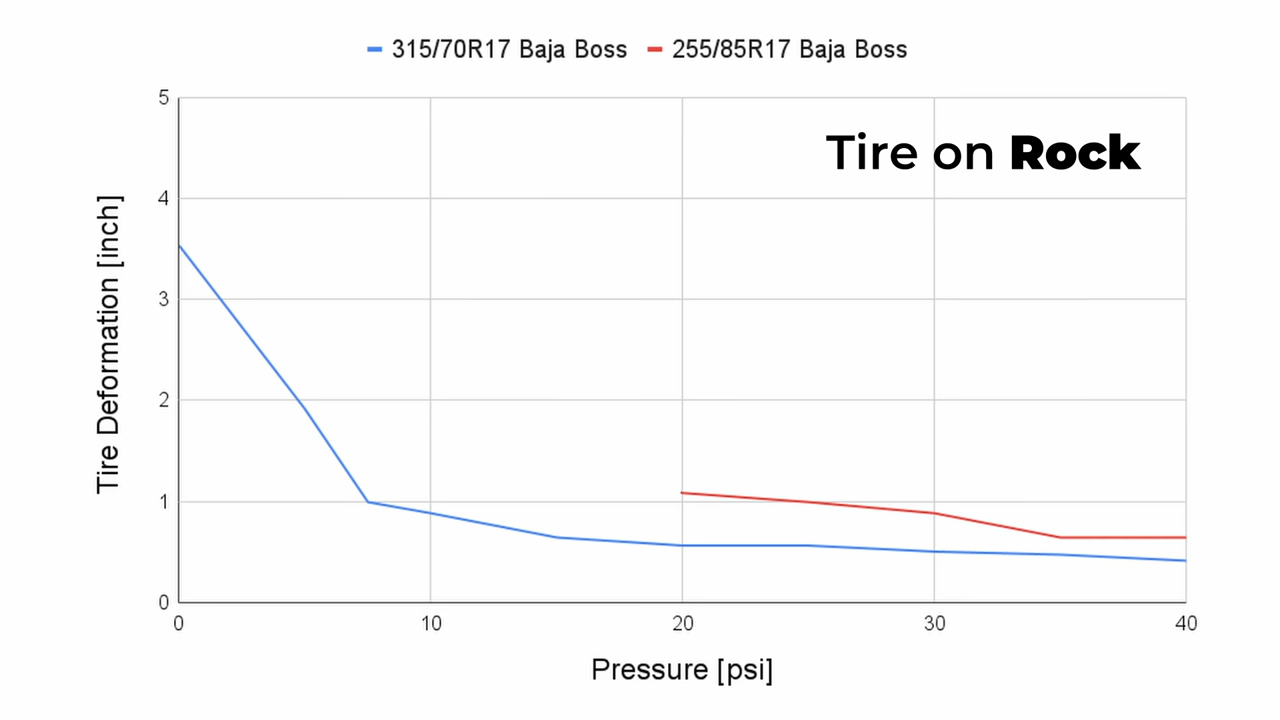 315/70R17 Baja Boss 255/85R17 Baja Boss
Tire on Rock
Tire Deformation [inch]
5
4
3
2
1
0
0 10 20 30 40
Pressure [psi]